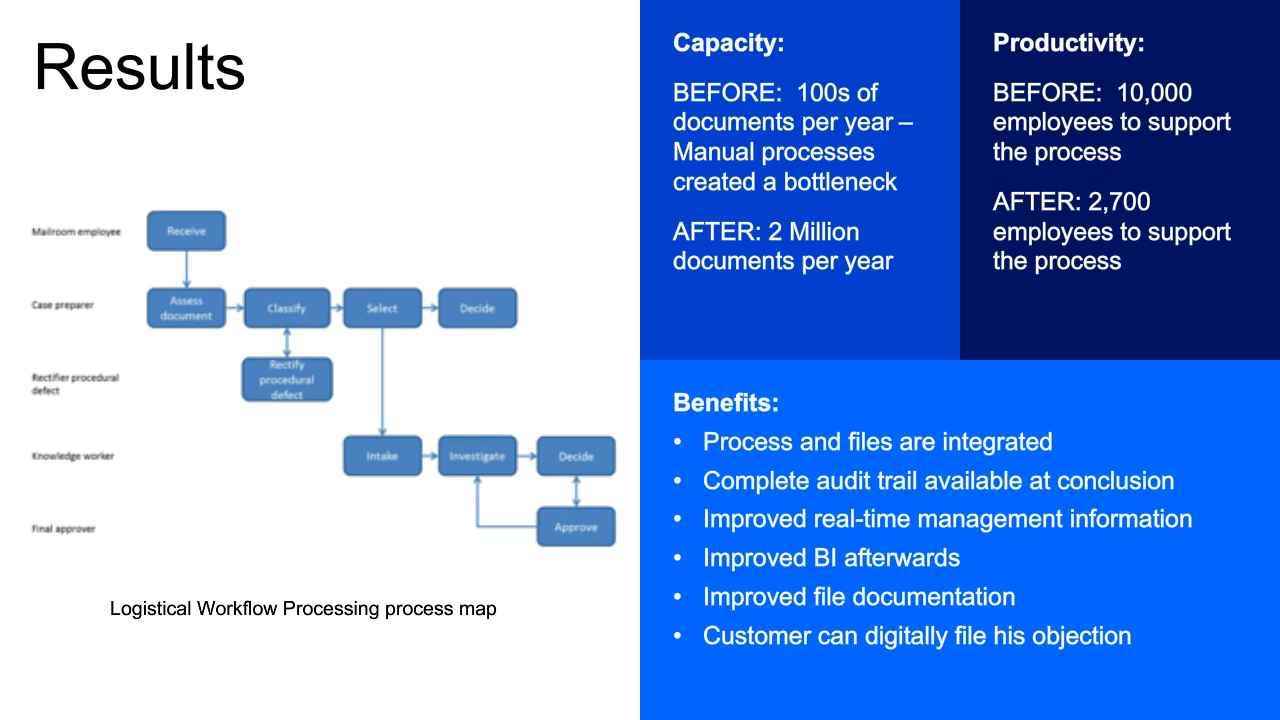 Results
Mailroom employee
Receive
Case preparer
Assess
document
Classify
Select
Decide
Rectifier procedural
defect
Rectify
procedural
defect
Knowledge worker
Intake
Investigate
Decide
Final approver
Approve
Logistical Workflow Processing process map
Capacity:
BEFORE:  100s of
documents per year –
Manual processes
created a bottleneck
AFTER: 2 Million
documents per year
Productivity:
BEFORE:  10,000
employees to support
the process
AFTER: 2,700
employees to support
the process
Benefits:
• Process and files are integrated
• Complete audit trail available at conclusion
• Improved real-time management information
• Improved BI afterwards
• Improved file documentation
• Customer can digitally file his objection